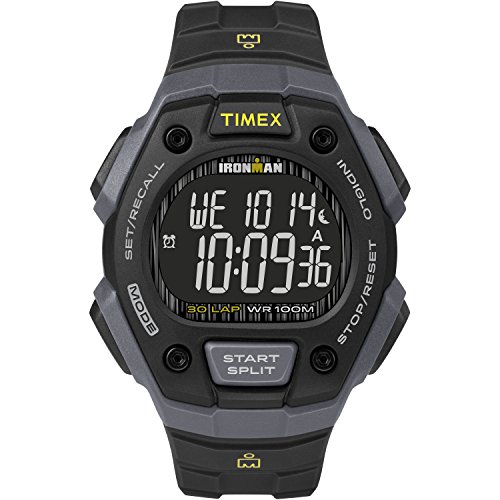 TIMEX
IRONMAN
SET/RECALL
INDIGLO
WE 10 14
A
10:09 36
MODE
STOP/RESET
30 LAP WR 100M
START
SPLIT